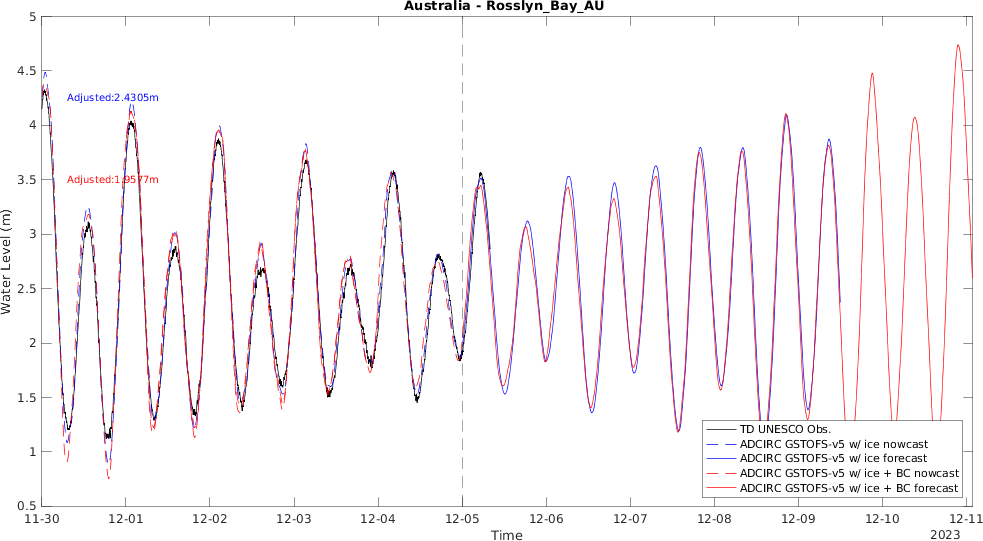 Australia - Rosslyn_Bay_AU
5
4.5
4
3.5
3
2.5
2
1.5
1
0.5
Water Level (m)
Adjusted:2.4305m
Adjusted:1.9577m
TD UNESCO Obs.
ADCIRC GSTOFS-v5 w/ ice nowcast
ADCIRC GSTOFS-v5 w/ ice forecast
ADCIRC GSTOFS-v5 w/ ice + BC nowcast
ADCIRC GSTOFS-v5 w/ ice + BC forecast
11-30 12-01 12-02 12-03 12-04 12-05 12-06 12-07 12-08 12-09 12-10 12-11
Time
2023